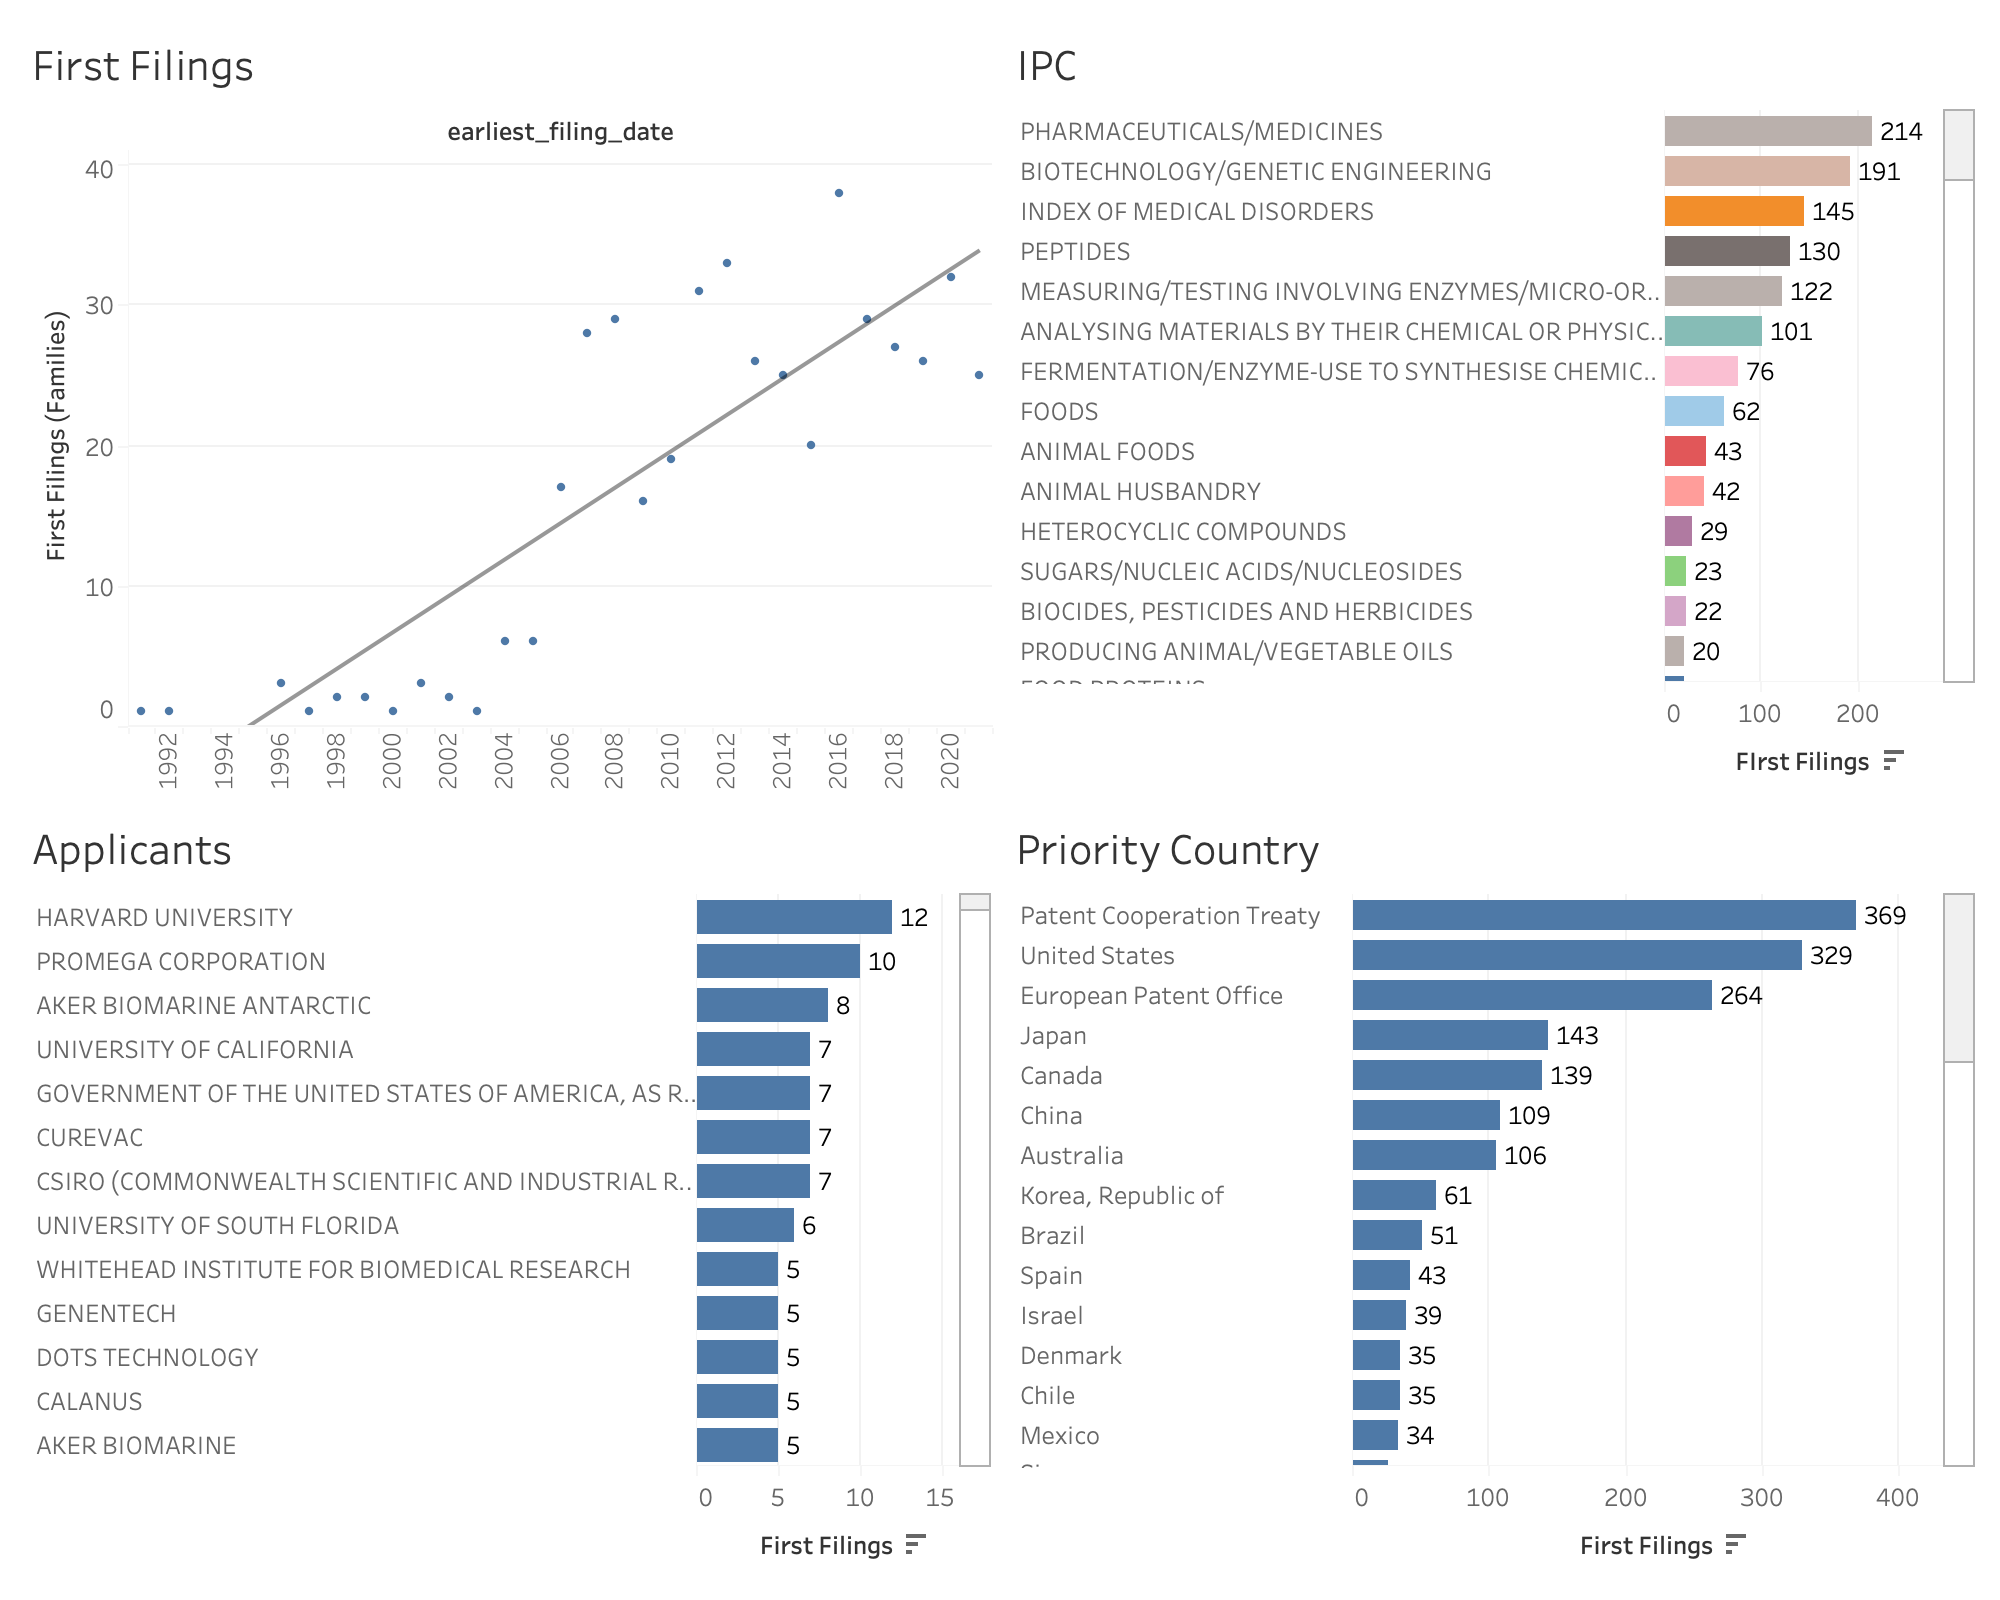 First Filings
earliest_filing_date
40
30
20
10
0
First Filings (Families)
1992
1994
1996
1998
2000
2002
2004
2006
2008
2010
2012
2014
2016
2018
2020
IPC
PHARMACEUTICALS/MEDICINES 214
BIOTECHNOLOGY/GENETIC ENGINEERING 191
INDEX OF MEDICAL DISORDERS 145
PEPTIDES 130
MEASURING/TESTING INVOLVING ENZYMES/MICRO-OR.. 122
ANALYSING MATERIALS BY THEIR CHEMICAL OR PHYSIC.. 101
FERMENTATION/ENZYME-USE TO SYNTHESISE CHEMIC.. 76
FOODS 62
ANIMAL FOODS 43
ANIMAL HUSBANDRY 42
HETEROCYCLIC COMPOUNDS 29
SUGARS/NUCLEIC ACIDS/NUCLEOSIDES 23
BIOCIDES, PESTICIDES AND HERBICIDES 22
PRODUCING ANIMAL/VEGETABLE OILS 20
FOOD PROTEINS
0 100 200
FIrst Filings
Applicants
HARVARD UNIVERSITY 12
PROMEGA CORPORATION 10
AKER BIOMARINE ANTARCTIC 8
UNIVERSITY OF CALIFORNIA 7
GOVERNMENT OF THE UNITED STATES OF AMERICA, AS R.. 7
CUREVAC 7
CSIRO (COMMONWEALTH SCIENTIFIC AND INDUSTRIAL R.. 7
UNIVERSITY OF SOUTH FLORIDA 6
WHITEHEAD INSTITUTE FOR BIOMEDICAL RESEARCH 5
GENENTECH 5
DOTS TECHNOLOGY 5
CALANUS 5
AKER BIOMARINE 5
0 5 10 15
First Filings
Priority Country
Patent Cooperation Treaty 369
United States 329
European Patent Office 264
Japan 143
Canada 139
China 109
Australia 106
Korea, Republic of 61
Brazil 51
Spain 43
Israel 39
Denmark 35
Chile 35
Mexico 34
0 100 200 300 400
First Filings